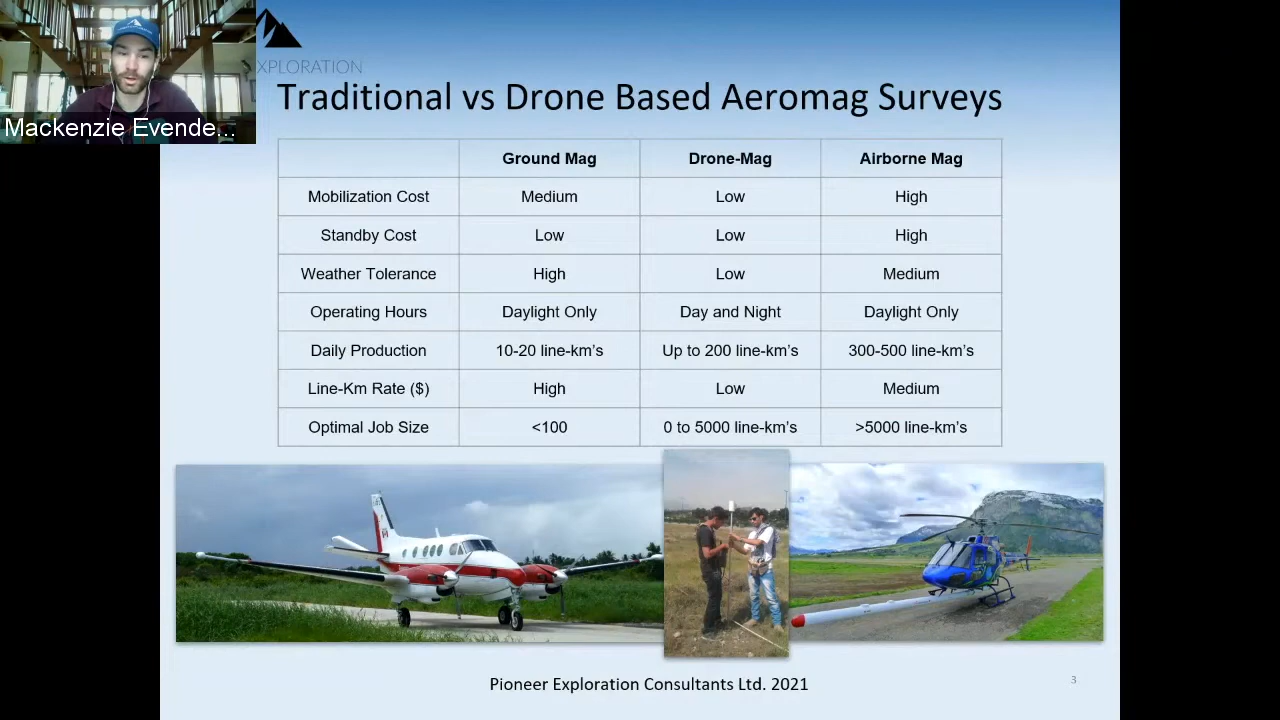 XPLORATION
Mackenzie Evende...
Traditional vs Drone Based Aeromag Surveys
Ground Mag Drone-Mag Airborne Mag
Mobilization Cost Medium Low High
Standby Cost Low Low High
Weather Tolerance High Low Medium
Operating Hours Daylight Only Day and Night Daylight Only
Daily Production 10-20 line-km’s Up to 200 line-km’s 300-500 line-km’s
Line-Km Rate ($) High Low Medium
Optimal Job Size <100 0 to 5000 line-km’s >5000 line-km’s
Pioneer Exploration Consultants Ltd. 2021
3